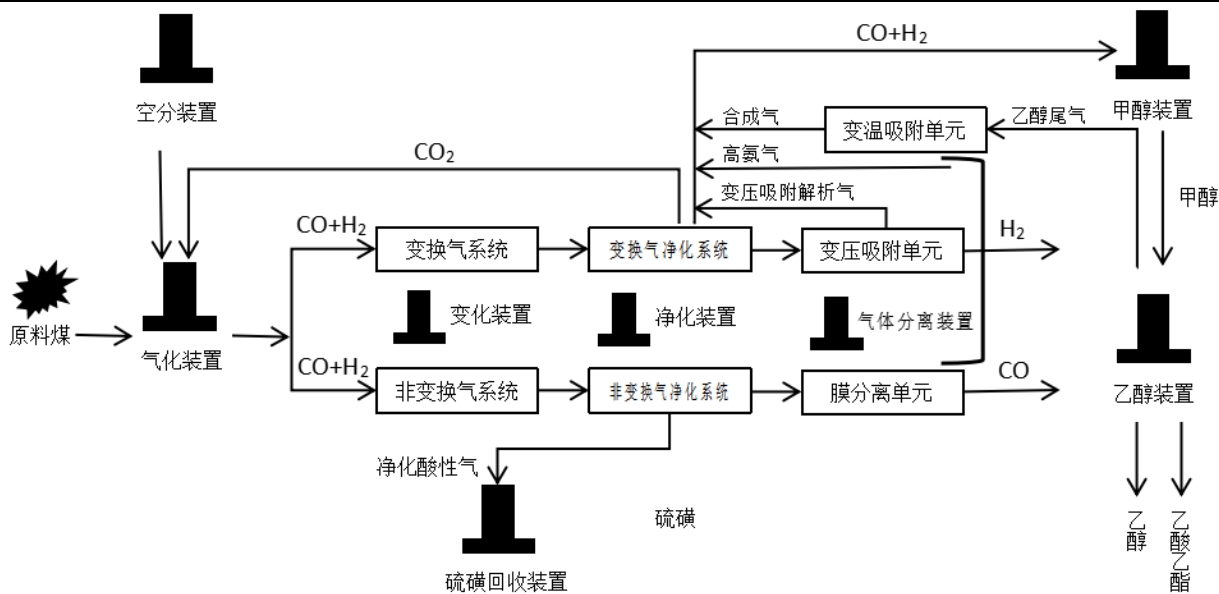 CO+H₂
空分装置
甲醇装置
合成气
变温吸附单元
乙醇尾气
CO₂
高氨气
变压吸附解析气
甲醇
CO+H₂
变换气系统
变换气净化系统
变压吸附单元
H₂
原料煤
气化装置
变化装置
净化装置
气体分离装置
CO+H₂
非变换气系统
非变换气净化系统
膜分离单元
CO
乙醇装置
净化酸性气
硫磺
乙醇
乙酸乙酯
硫磺回收装置